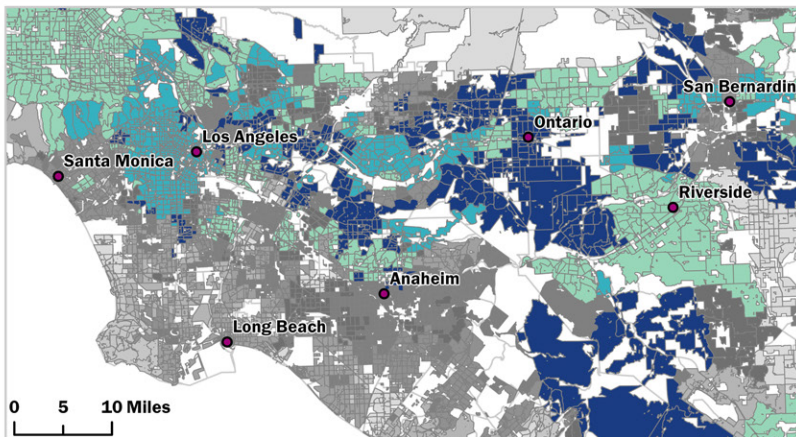 San Bernardin
Los Angeles
Ontario
Santa Monica
Riverside
Anaheim
Long Beach
0 5 10 Miles